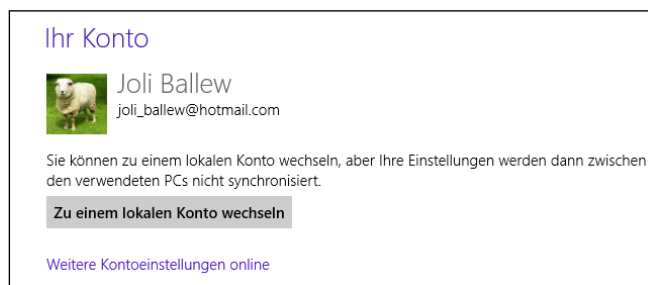 Ihr Konto
Joli Ballew
joli_ballew@hotmail.com
Sie können zu einem lokalen Konto wechseln, aber Ihre Einstellungen werden dann zwischen
den verwendeten PCs nicht synchronisiert.
Zu einem lokalen Konto wechseln
Weitere Kontoeinstellungen online